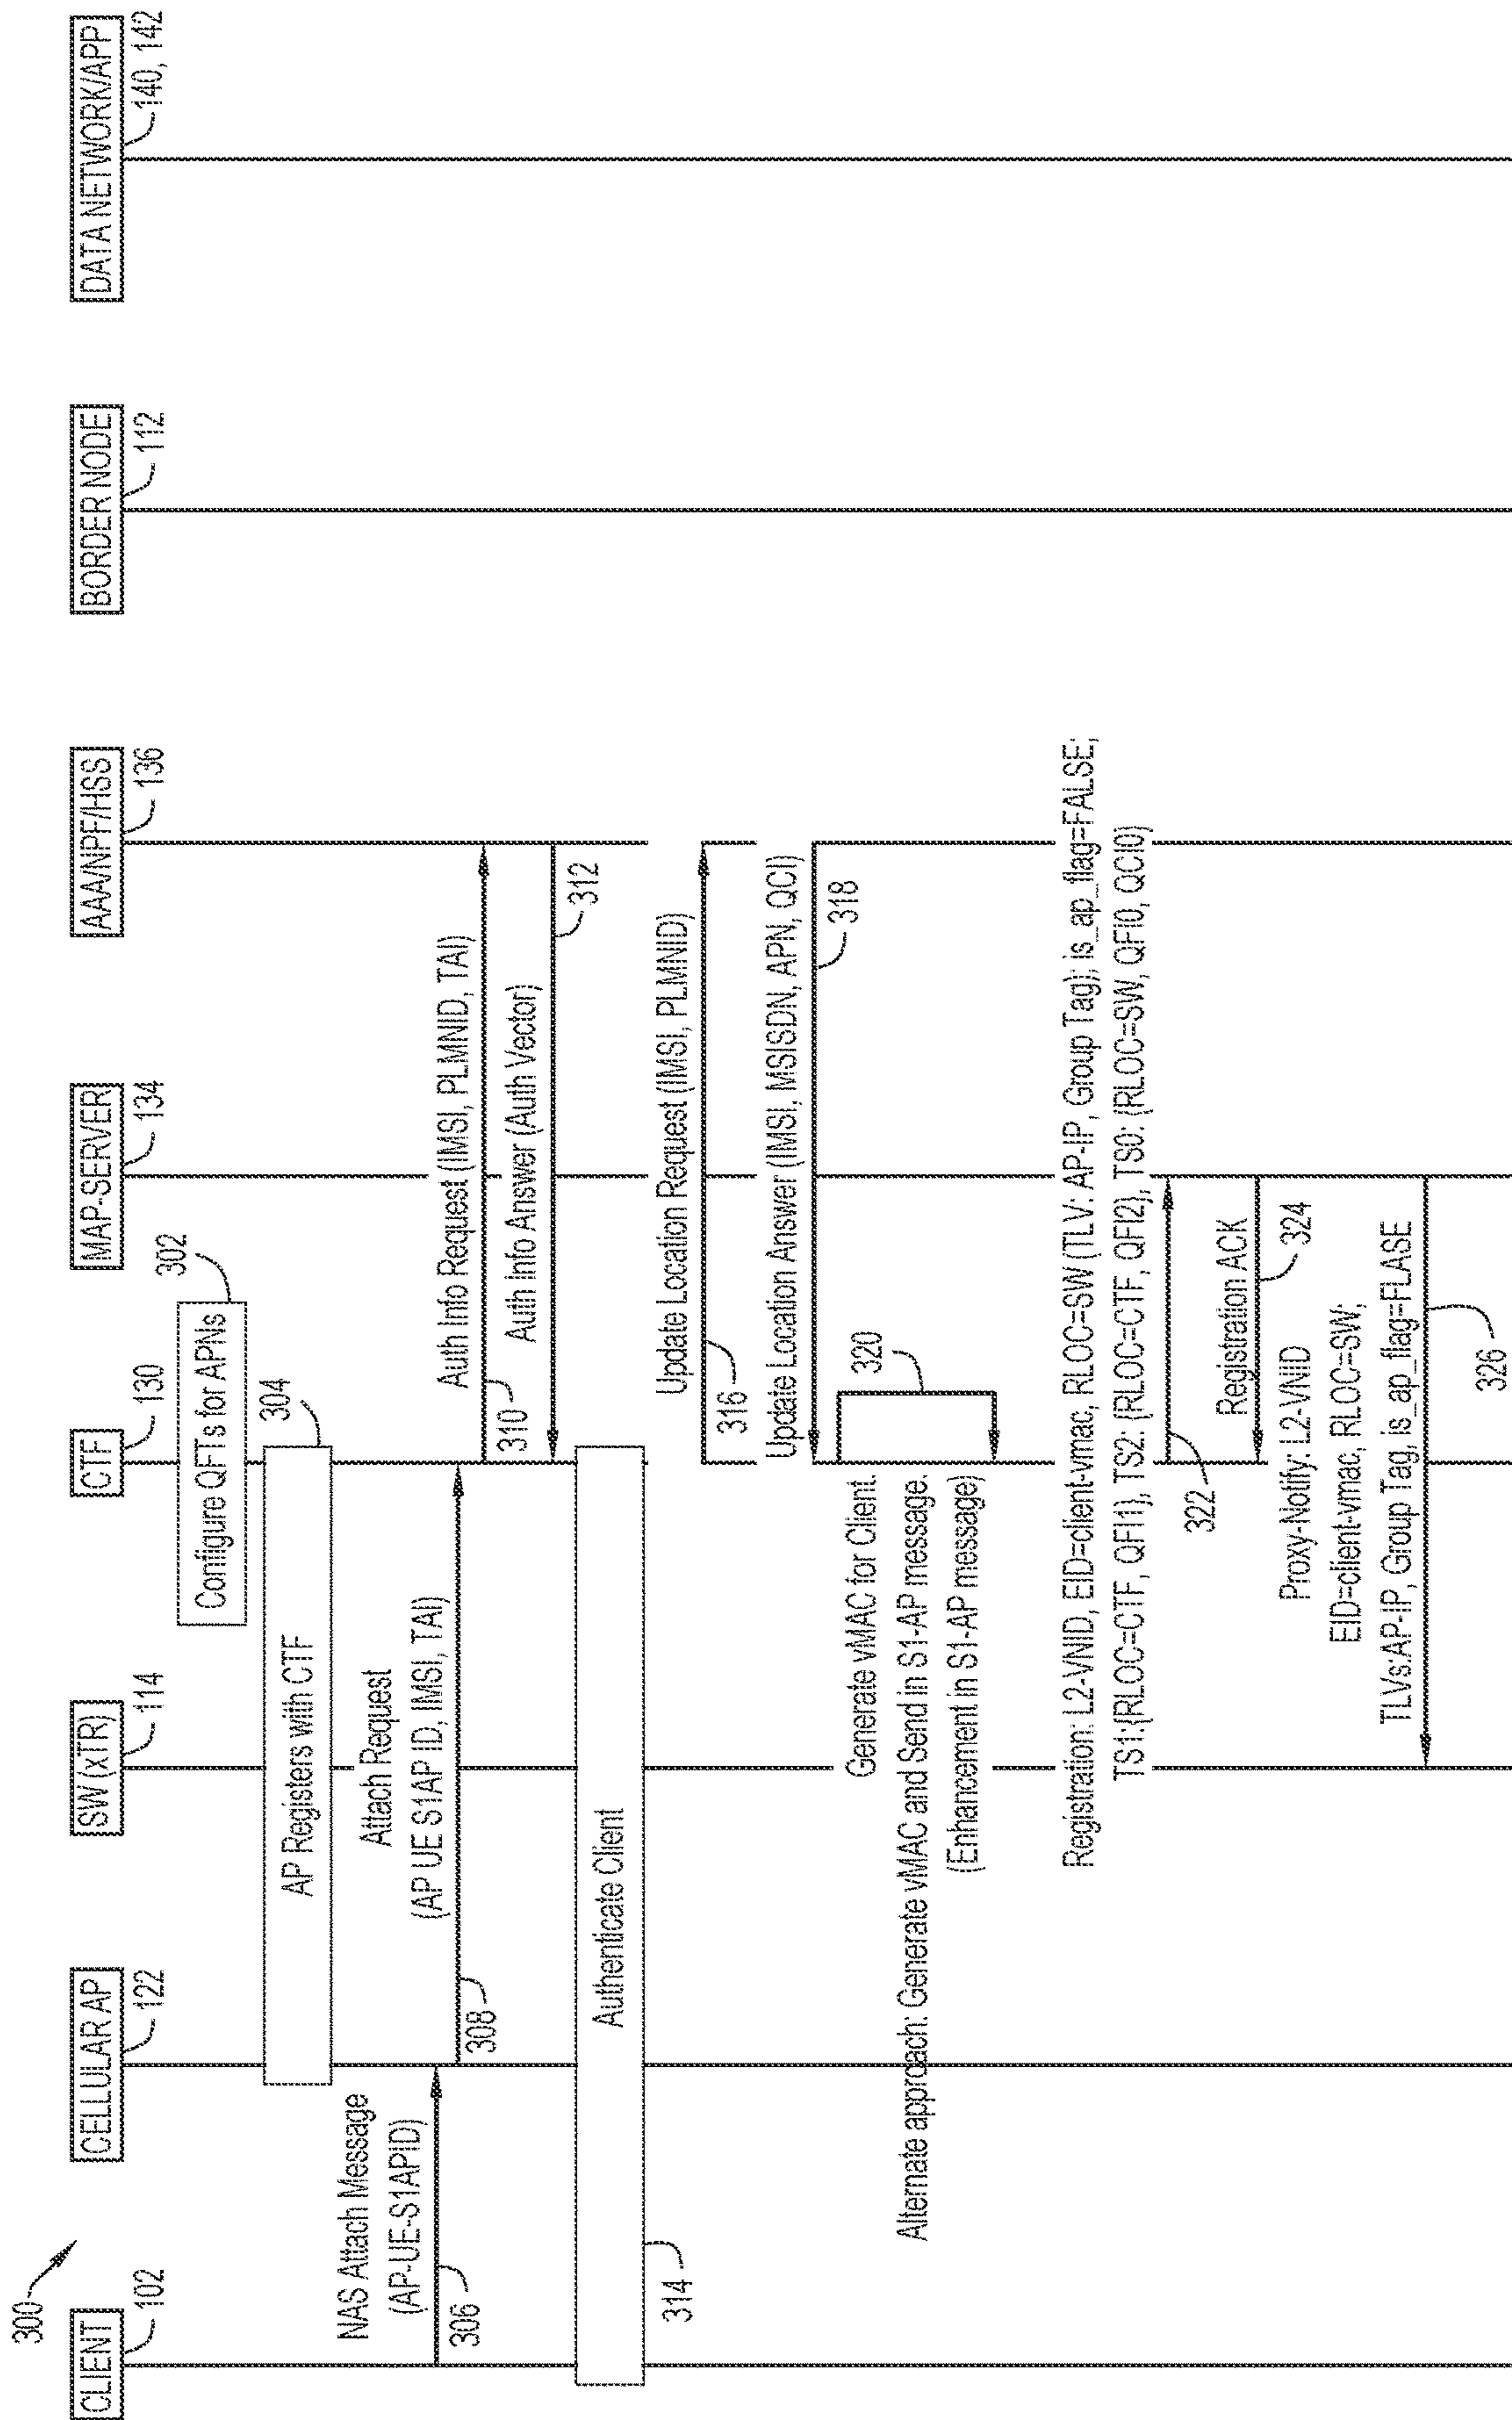 300
CLIENT
102
CELLULAR AP
122
SW (xTR)
114
CTF
130
MAP-SERVER
134
AAA/NPF/HSS
136
BORDER NODE
112
DATA NETWORK/APP
140, 142
Configure QFTs for APNs
302
AP Registers with CTF
304
NAS Attach Message
(AP-UE-S1APID)
306
Attach Request
(AP UE S1AP ID, IMSI, TAI)
308
Auth Info Request (IMSI, PLMNID, TAI)
310
Auth Info Answer (Auth Vector)
312
Authenticate Client
314
Update Location Request (IMSI, PLMNID)
316
Update Location Answer (IMSI, MSISDN, APN, QCI)
318
320
Generate vMAC for Client.
Alternate approach: Generate vMAC and Send in S1-AP message.
(Enhancement in S1-AP message)
Registration: L2-VNID, EID=client-vmac, RLOC=SW (TLV: AP-IP, Group Tag); is_ap_flag=FALSE;
TS1:{RLOC=CTF, QFI1}, TS2: {RLOC=CTF, QFI2), TS0: (RLOC=SW, QFI0, QCI0)
322
Registration ACK
324
Proxy-Notify: L2-VNID
EID=client-vmac, RLOC=SW;
TLVs:AP-IP, Group Tag, is_ap_flag=FLASE
326